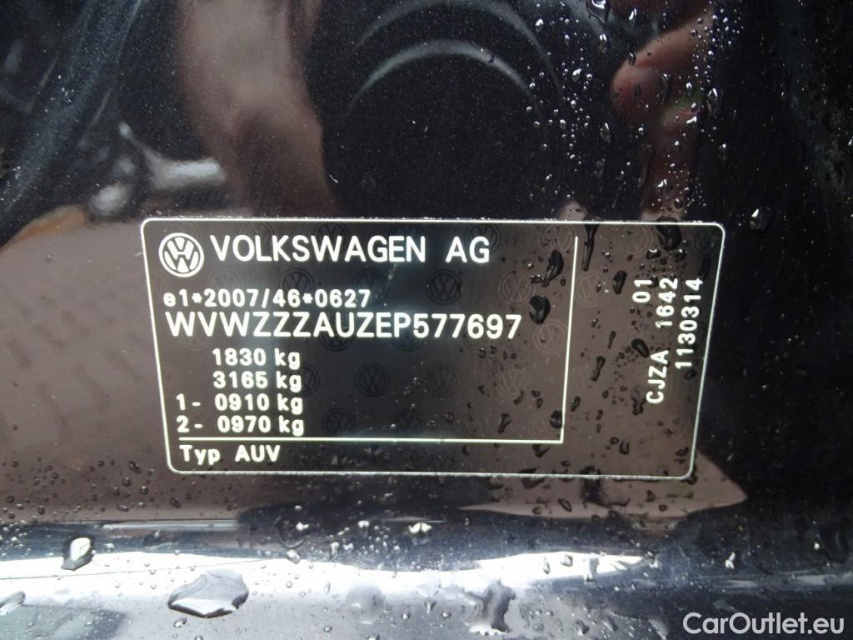 VOLKSWAGEN AG
e1*2007/46*0627
WVWZZZAUZEP577697
1830 kg
3165 kg
1- 0910 kg
2- 0970 kg
Typ AUV
01
CJZA 1642
1130314
CarOutlet.eu